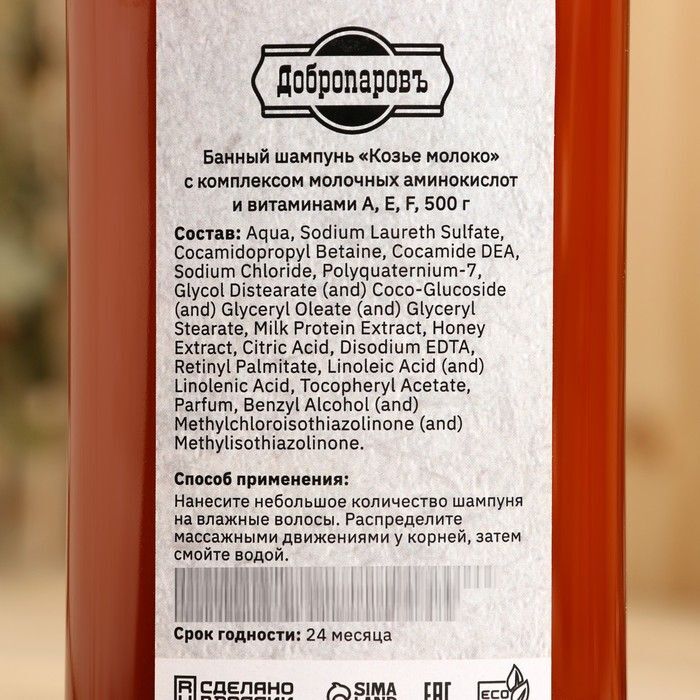 Добропаровъ
Банный шампунь «Козье молоко»
с комплексом молочных аминокислот
и витаминами А, Е, F, 500 г
Состав: Aqua, Sodium Laureth Sulfate,
Cocamidopropyl Betaine, Cocamide DEA,
Sodium Chloride, Polyquaternium-7,
Glycol Distearate (and) Coco-Glucoside
(and) Glyceryl Oleate (and) Glyceryl
Stearate, Milk Protein Extract, Honey
Extract, Citric Acid, Disodium EDTA,
Retinyl Palmitate, Linoleic Acid (and)
Linolenic Acid, Tocopheryl Acetate,
Parfum, Benzyl Alcohol (and)
Methylchloroisothiazolinone (and)
Methylisothiazolinone.
Способ применения:
Нанесите небольшое количество шампуня
на влажные волосы. Распределите
массажными движениями у корней, затем
смойте водой.
Срок годности: 24 месяца
СДЕЛАНО
SIMA
LAND
EAC
ECO